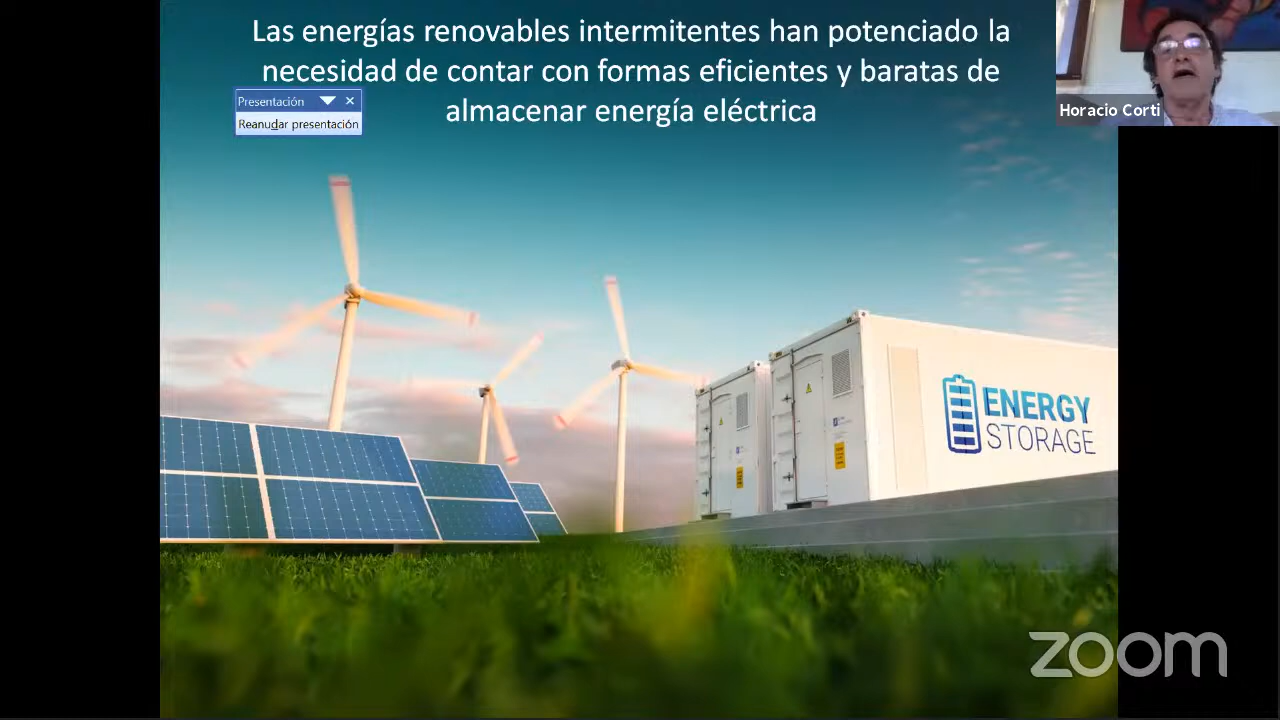 Las energías renovables intermitentes han potenciado la
necesidad de contar con formas eficientes y baratas de
almacenar energía eléctrica
Presentación
Reanudar presentación
Horacio Corti
ENERGY
STORAGE
zoom